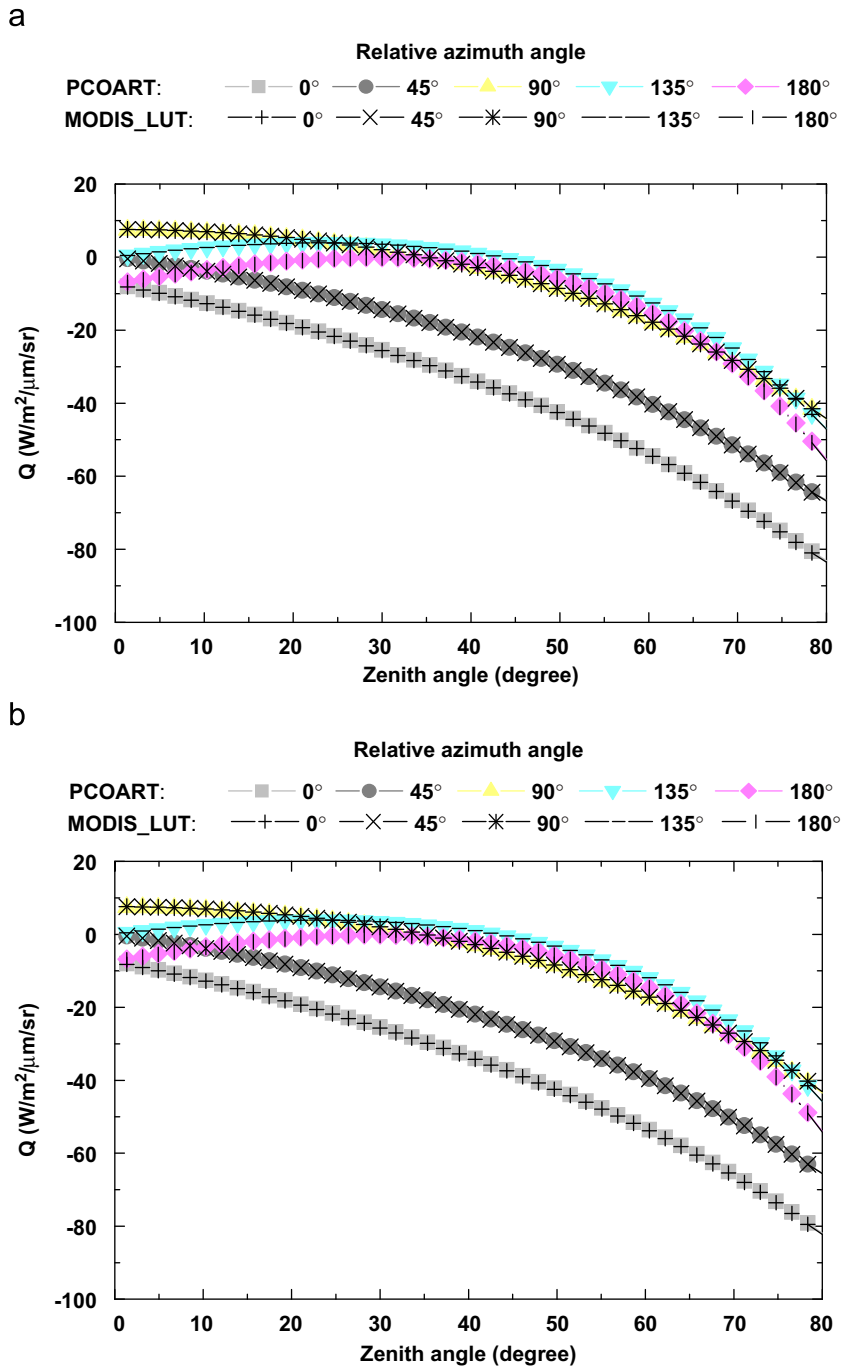 a
Relative azimuth angle
PCOART: 0° 45° 90° 135° 180°
MODIS_LUT: 0° 45° 90° 135° 180°
20
0
-20
-40
-60
-80
-100
Q (W/m²/μm/sr)
0 10 20 30 40 50 60 70 80
Zenith angle (degree)
b
Relative azimuth angle
PCOART: 0° 45° 90° 135° 180°
MODIS_LUT: 0° 45° 90° 135° 180°
20
0
-20
-40
-60
-80
-100
Q (W/m²/μm/sr)
0 10 20 30 40 50 60 70 80
Zenith angle (degree)